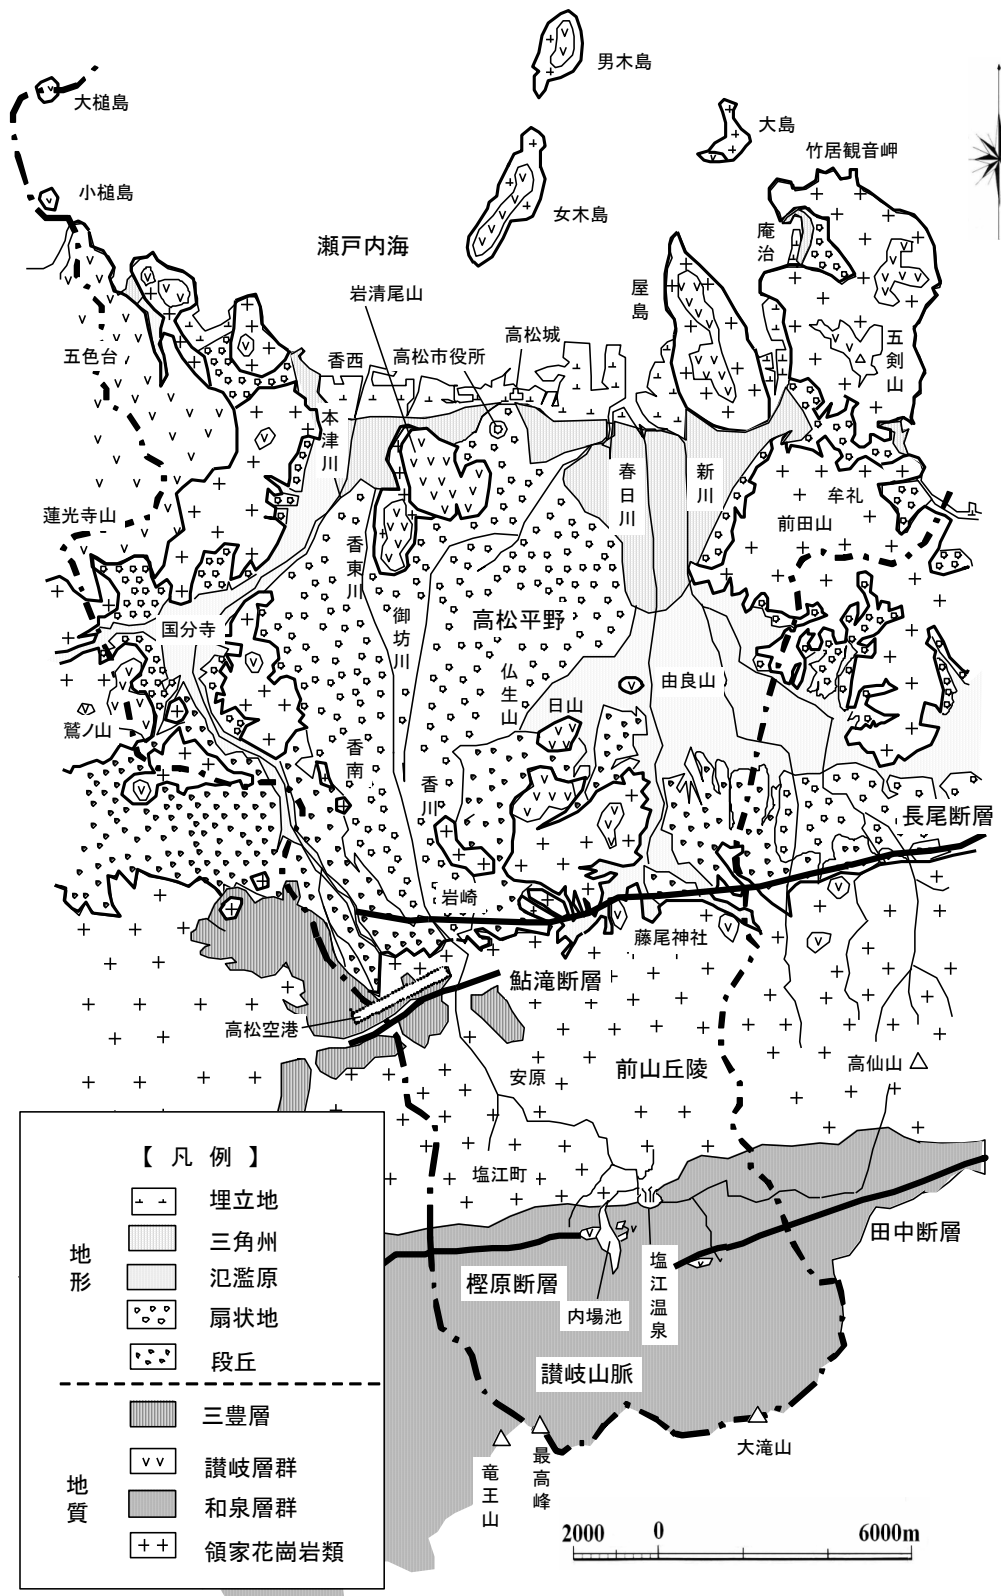 男木島
大槌島
大島
竹居観音岬
小槌島
女木島
庵治
瀬戸内海
屋島
岩清尾山
高松城
五色台
香西
高松市役所
五剣山
本津川
春日川
新川
牟礼
蓮光寺山
前田山
香東川
御坊川
高松平野
国分寺
仏生山
由良山
日山
鷲ノ山
香南
香川
長尾断層
岩崎
藤尾神社
鮎滝断層
高松空港
安原
前山丘陵
高仙山
塩江町
田中断層
樫原断層
塩江温泉
内場池
讃岐山脈
大滝山
最高峰
竜王山
【 凡 例 】
地形
埋立地
三角州
氾濫原
扇状地
段丘
地質
三豊層
讃岐層群
和泉層群
領家花崗岩類
2000 0 6000m